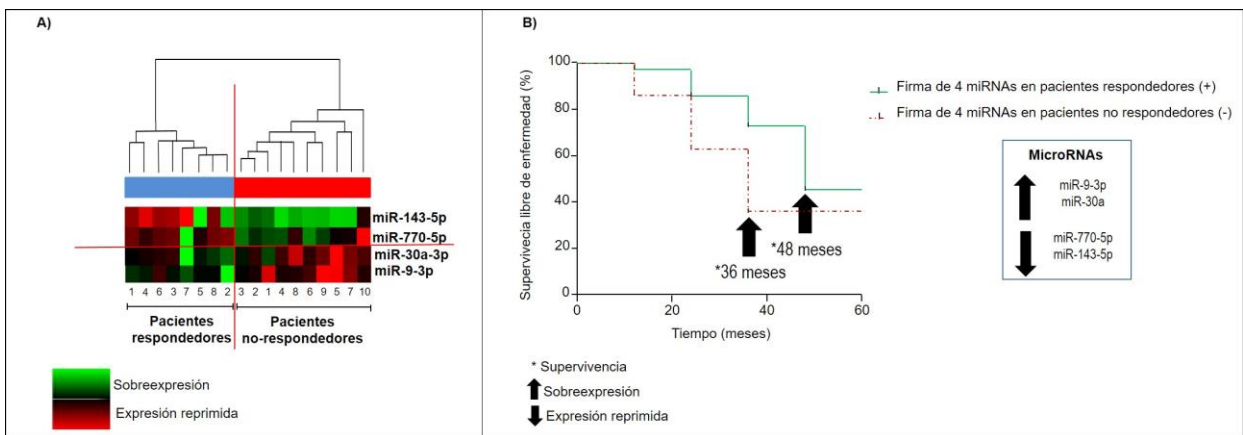 A)
miR-143-5p
miR-770-5p
miR-30a-3p
miR-9-3p
1 4 6 3 7 5 8 2 3 2 1 4 8 6 9 5 7 10
Pacientes respondedores
Pacientes no-respondedores
Sobreexpresión
Expresión reprimida
B)
Supervivecia libre de enfermedad (%)
100
80
60
40
20
0
0 20 40 60
Tiempo (meses)
*36 meses
*48 meses
Firma de 4 miRNAs en pacientes respondedores (+)
Firma de 4 miRNAs en pacientes no respondedores (-)
MicroRNAs
miR-9-3p
miR-30a
miR-770-5p
miR-143-5p
* Supervivencia
Sobreexpresión
Expresión reprimida